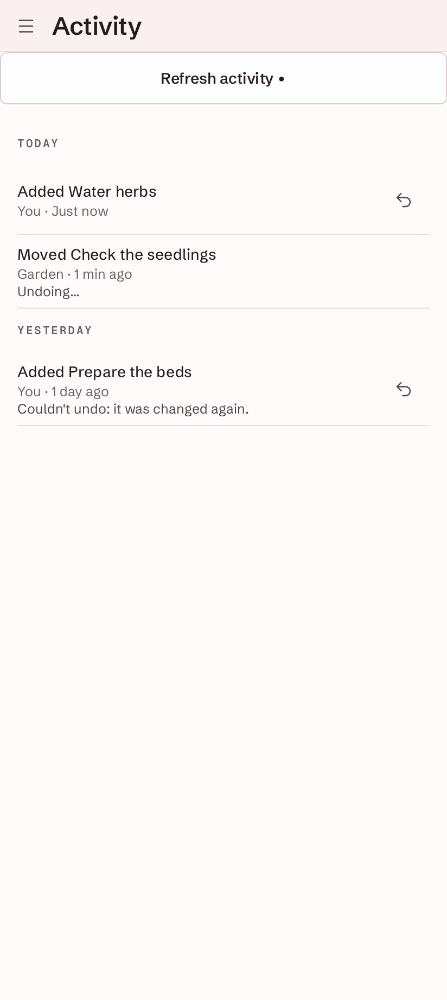 Activity
Refresh activity •
TODAY
Added Water herbs
You · Just now
Moved Check the seedlings
Garden · 1 min ago
Undoing…
YESTERDAY
Added Prepare the beds
You · 1 day ago
Couldn't undo: it was changed again.